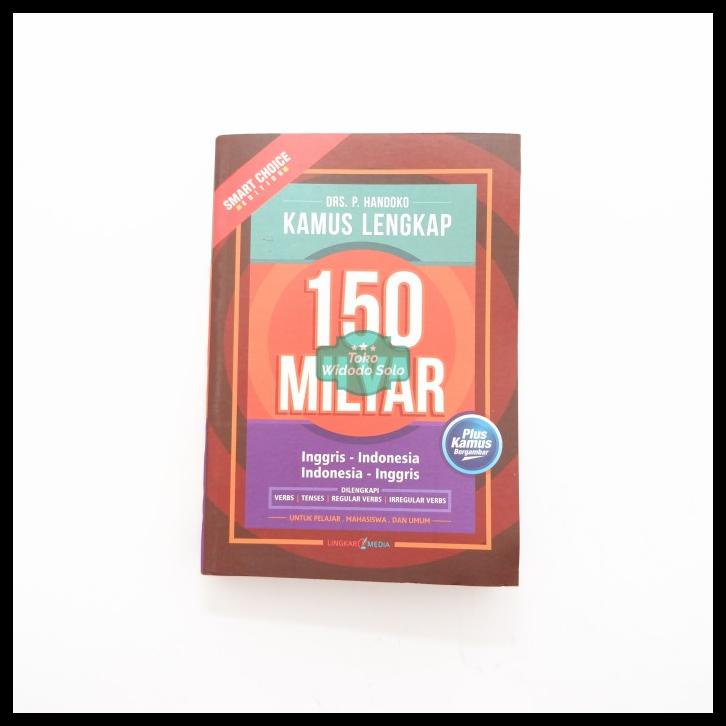 SMART CHOICE
EDITION
DRS. P. HANDOKO
KAMUS LENGKAP
150
MILYAR
Toko
Widodo Solo
Plus
Kamus
Bergambar
Inggris - Indonesia
Indonesia - Inggris
DILENGKAPI
VERBS | TENSES | REGULAR VERBS | IRREGULAR VERBS
UNTUK PELAJAR , MAHASISWA , DAN UMUM
LINGKAR MEDIA